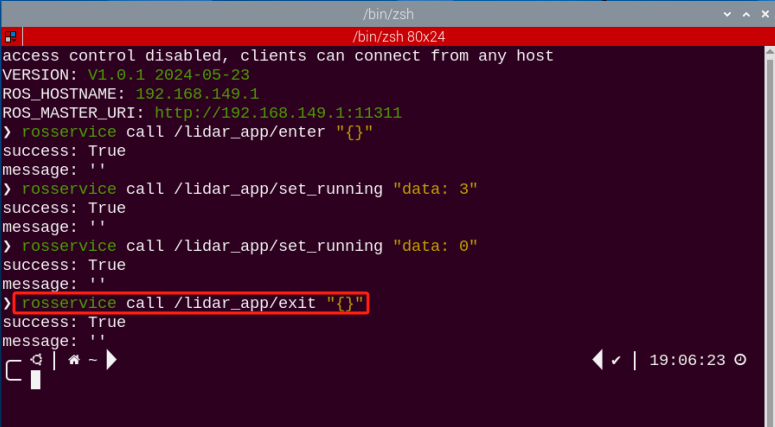 /bin/zsh
/bin/zsh 80x24
access control disabled, clients can connect from any host
VERSION: V1.0.1 2024-05-23
ROS_HOSTNAME: 192.168.149.1
ROS_MASTER_URI: http://192.168.149.1:11311
❯ rosservice call /lidar_app/enter "{}"
success: True
message: ''
❯ rosservice call /lidar_app/set_running "data: 3"
success: True
message: ''
❯ rosservice call /lidar_app/set_running "data: 0"
success: True
message: ''
❯ rosservice call /lidar_app/exit "{}"
success: True
message: ''
~ ✔ 19:06:23